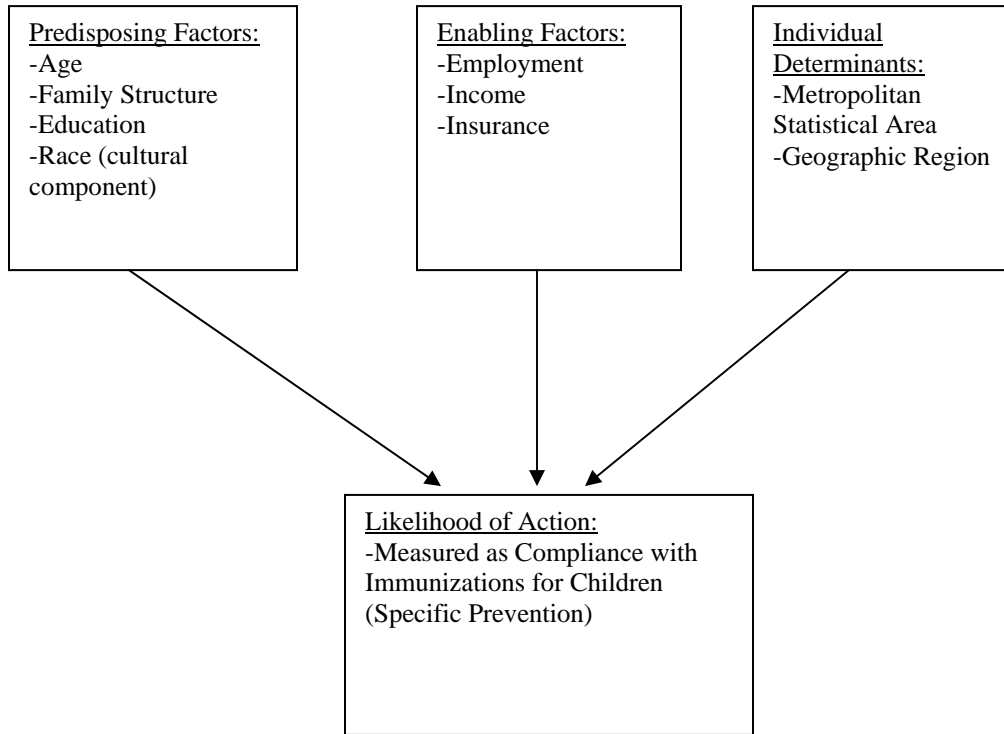 Predisposing Factors:
-Age
-Family Structure
-Education
-Race (cultural
component)
Enabling Factors:
-Employment
-Income
-Insurance
Individual
Determinants:
-Metropolitan
Statistical Area
-Geographic Region
Likelihood of Action:
-Measured as Compliance with
Immunizations for Children
(Specific Prevention)